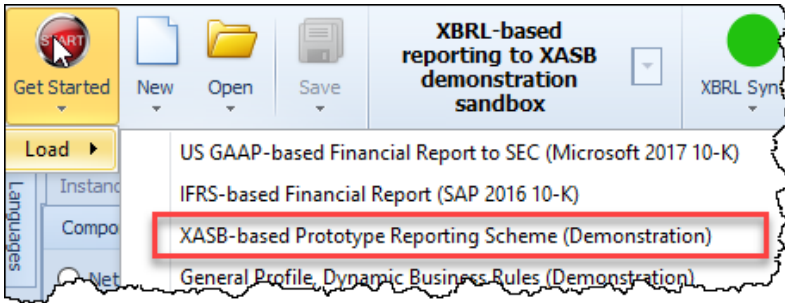 START
Get Started
New
Open
Save
XBRL-based
reporting to XASB
demonstration
sandbox
XBRL Syn
Load
US GAAP-based Financial Report to SEC (Microsoft 2017 10-K)
Languages
Instanc
IFRS-based Financial Report (SAP 2016 10-K)
Compo
XASB-based Prototype Reporting Scheme (Demonstration)
Net
General Profile, Dynamic Business Rules (Demonstration)